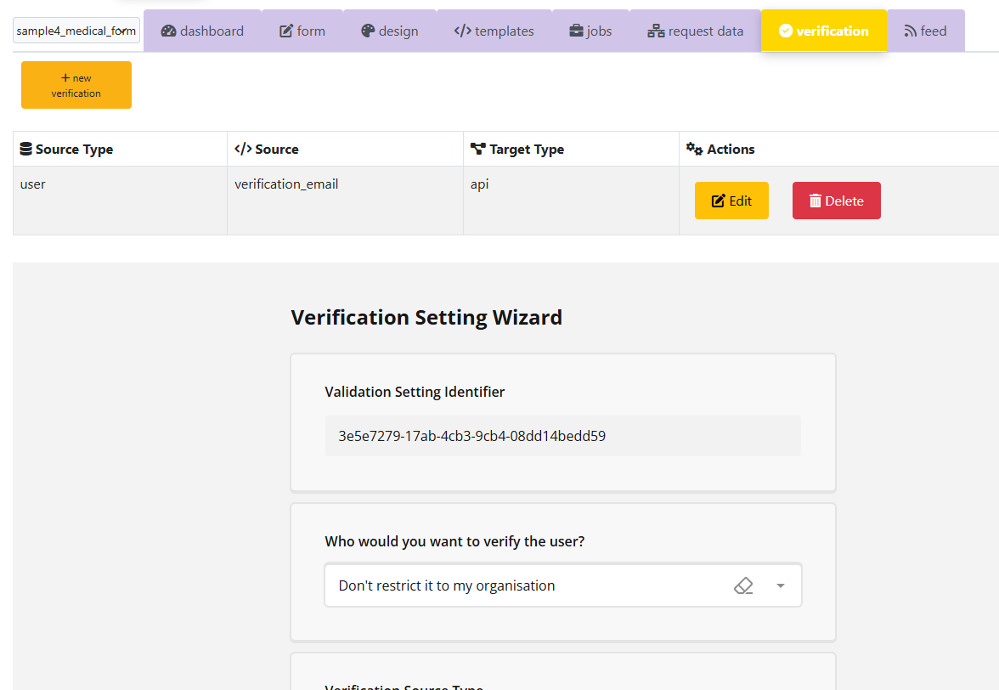 sample4_medical_form dashboard form design templates jobs request data verification feed
+ new
verification
Source Type </> Source Target Type Actions
user verification_email api Edit Delete
Verification Setting Wizard
Validation Setting Identifier
3e5e7279-17ab-4cb3-9cb4-08dd14bedd59
Who would you want to verify the user?
Don't restrict it to my organisation
Verification Source Type